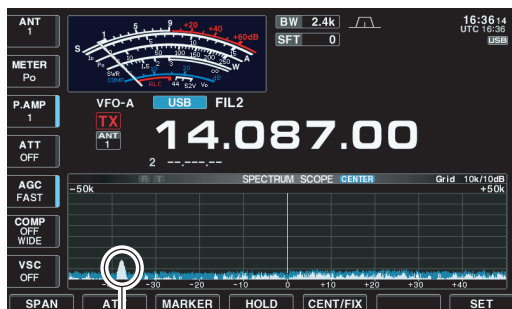 ANT
1
METER
Po
P.AMP
1
ATT
OFF
AGC
FAST
COMP
OFF
WIDE
VSC
OFF
S 1 5 9 +20 +40 +60dB
A
Po
W
SWR
COMP dB
ALC 44 52V
BW 2.4k
SFT 0
16:36 14
UTC 16:36
USB
VFO-A USB FIL2
TX
ANT
1
14.087.00
2 --.---.--
R T SPECTRUM SCOPE CENTER Grid 10k/10dB
-50k +50k
-30 -20 -10 0 +10 +20 +30 +40
SPAN MARKER HOLD CENT/FIX SET